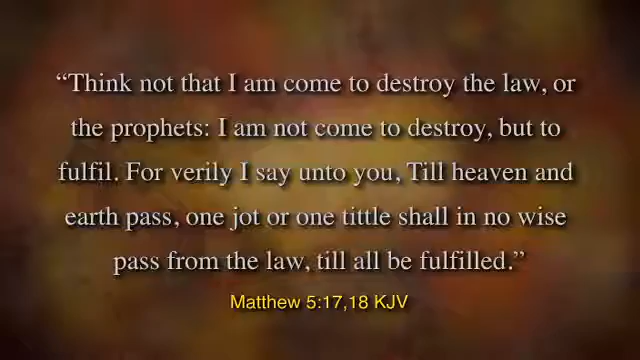 “Think not that I am come to destroy the law, or
the prophets: I am not come to destroy, but to
fulfil. For verily I say unto you, Till heaven and
earth pass, one jot or one tittle shall in no wise
pass from the law, till all be fulfilled.”
Matthew 5:17,18 KJV